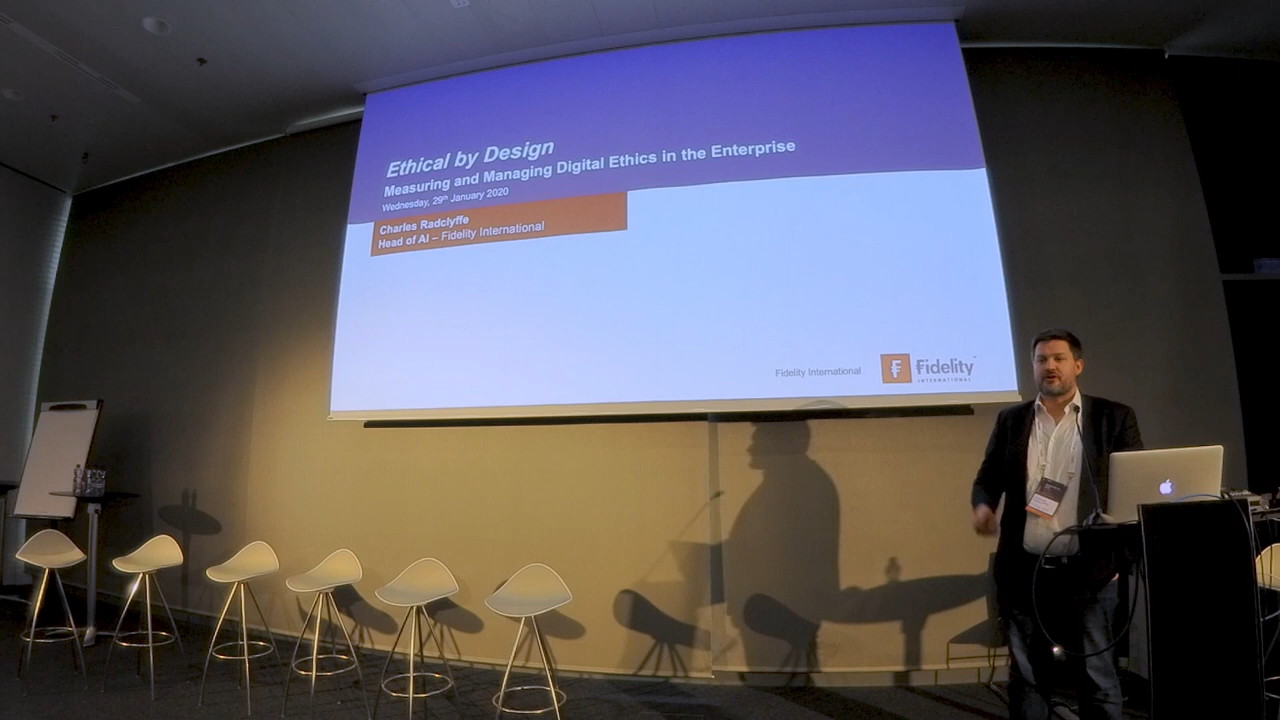 Ethical by Design
Measuring and Managing Digital Ethics in the Enterprise
Wednesday, 29th January 2020
Charles Radclyffe
Head of AI – Fidelity International
Fidelity International
Fidelity
INTERNATIONAL